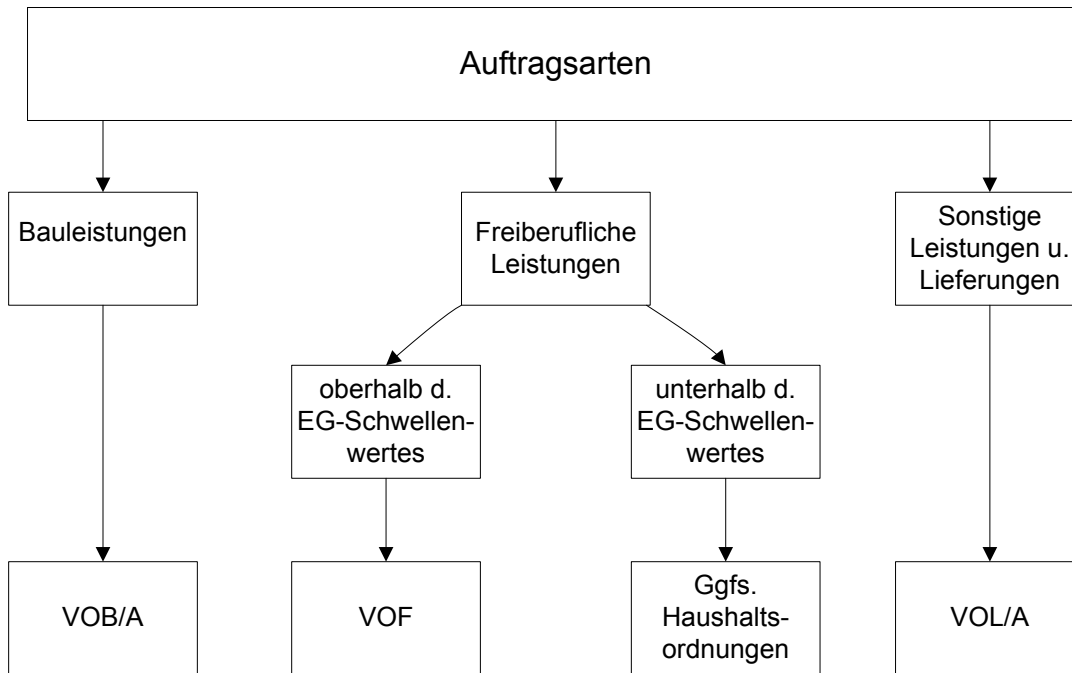 Auftragsarten
Bauleistungen
Freiberufliche
Leistungen
Sonstige
Leistungen u.
Lieferungen
oberhalb d.
EG-Schwellen-
wertes
unterhalb d.
EG-Schwellen-
wertes
VOB/A
VOF
Ggfs.
Haushalts-
ordnungen
VOL/A